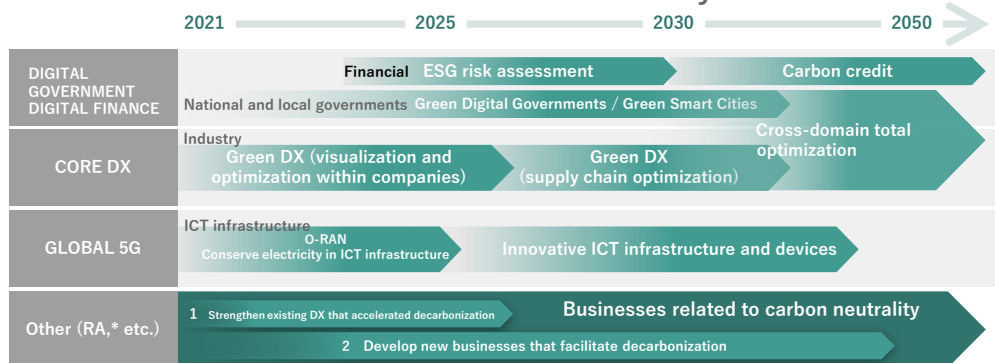 2021 2025 2030 2050
DIGITAL
GOVERNMENT
DIGITAL FINANCE
Financial ESG risk assessment
Carbon credit
National and local governments Green Digital Governments / Green Smart Cities
Cross-domain total
optimization
CORE DX
Industry
Green DX (visualization and
optimization within companies)
Green DX
(supply chain optimization)
GLOBAL 5G
ICT infrastructure
O-RAN
Conserve electricity in ICT infrastructure
Innovative ICT infrastructure and devices
Other (RA,* etc.)
1 Strengthen existing DX that accelerated decarbonization
Businesses related to carbon neutrality
2 Develop new businesses that facilitate decarbonization